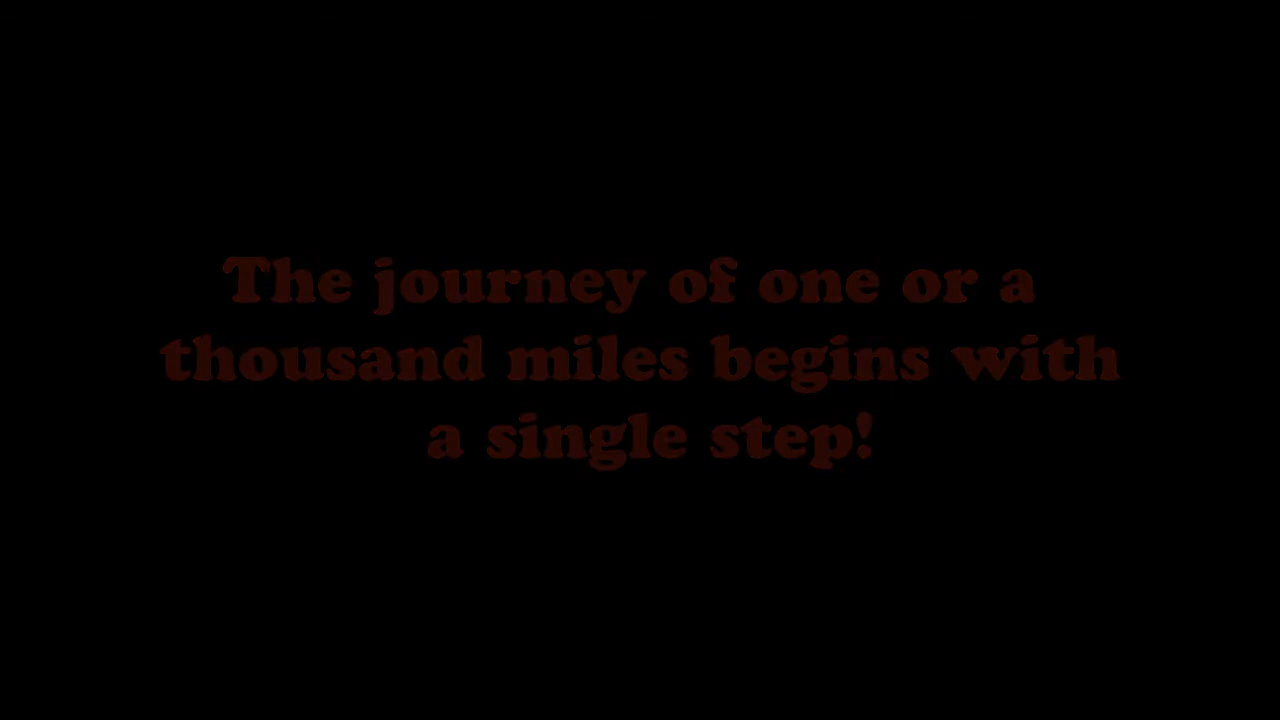 The journey of one or a
thousand miles begins with
a single step!